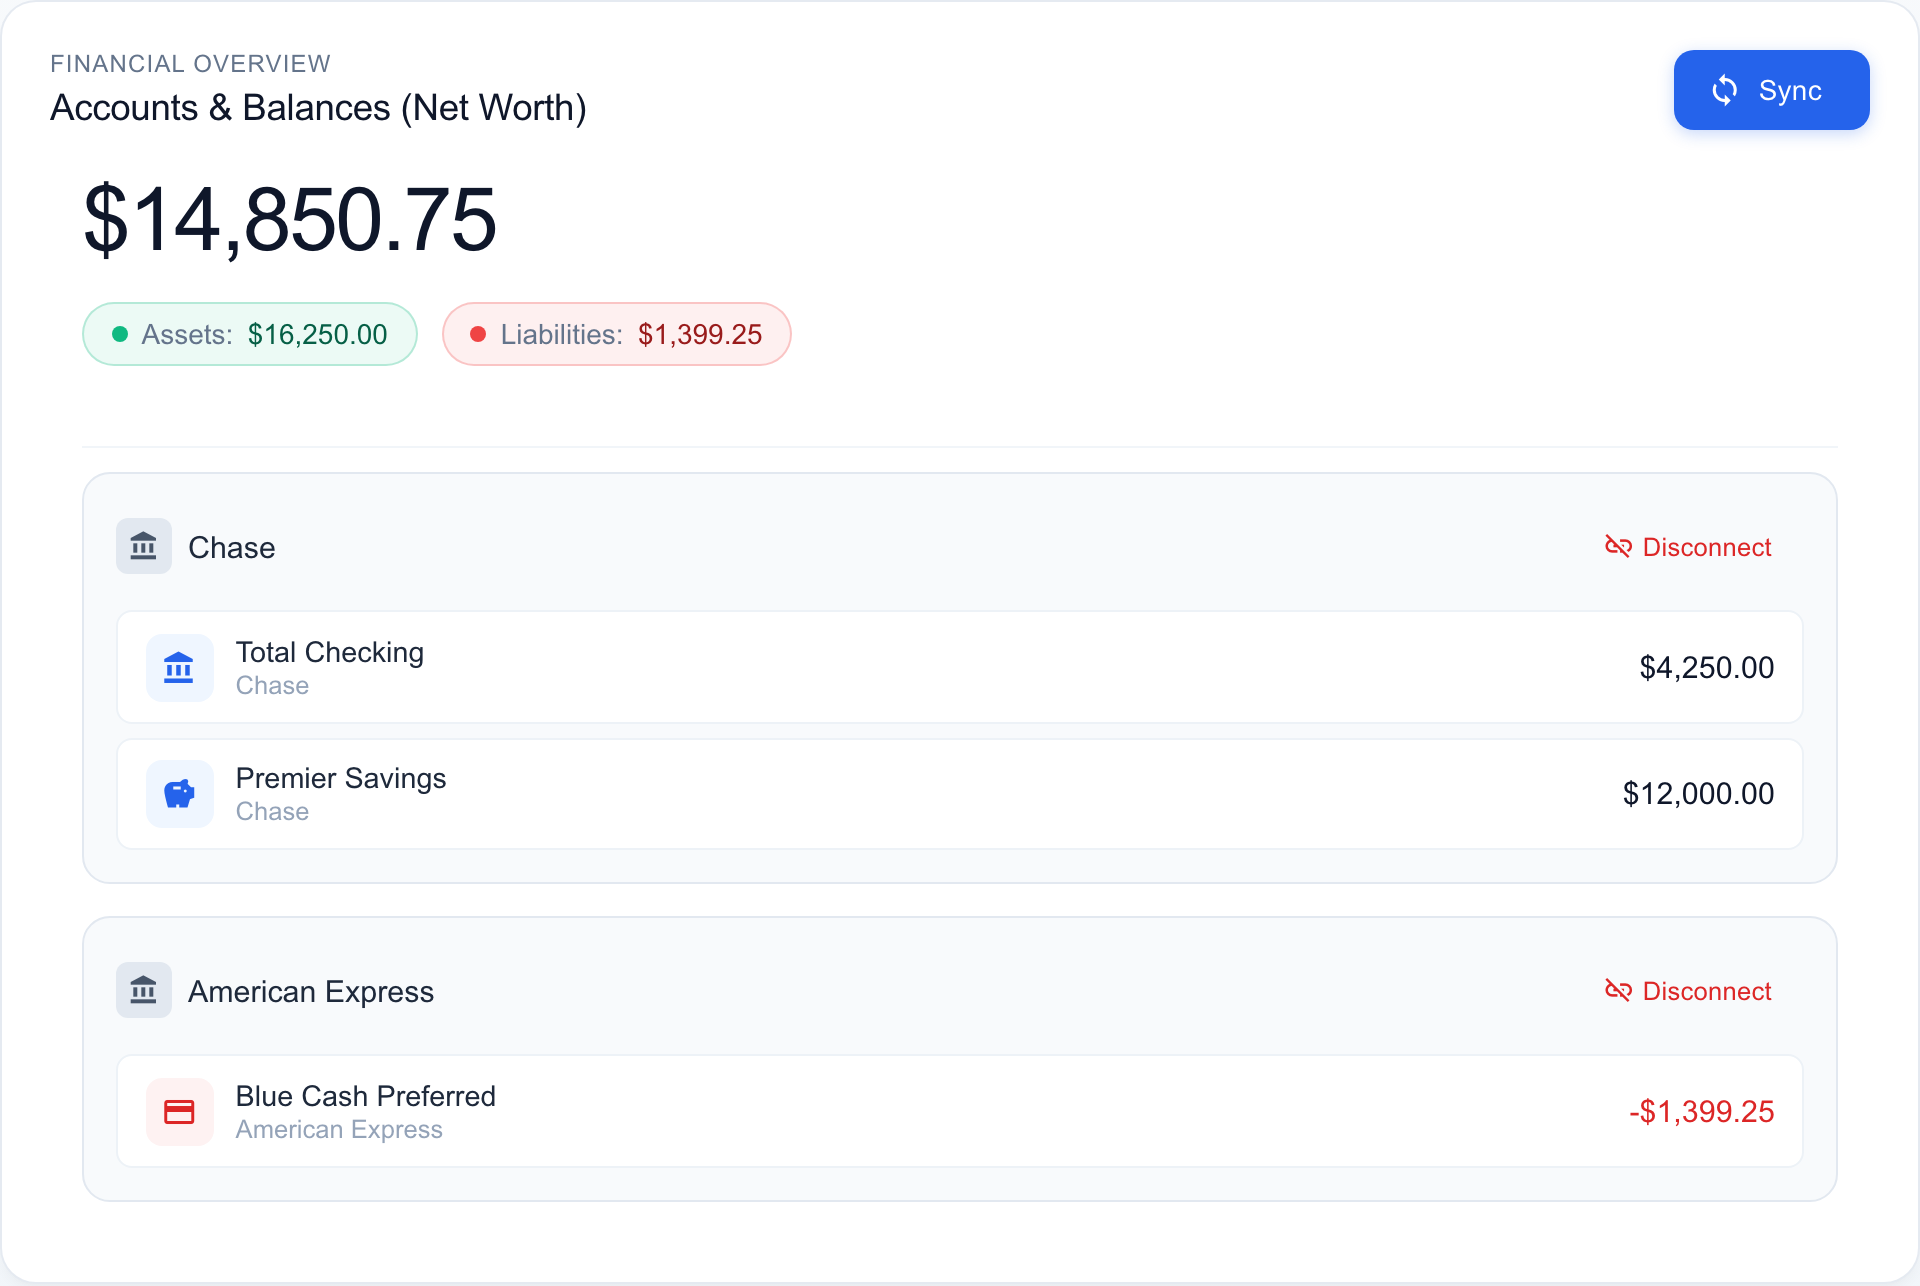 FINANCIAL OVERVIEW
Accounts & Balances (Net Worth)
Sync
$14,850.75
Assets: $16,250.00
Liabilities: $1,399.25
Chase
Disconnect
Total Checking
Chase
$4,250.00
Premier Savings
Chase
$12,000.00
American Express
Disconnect
Blue Cash Preferred
American Express
-$1,399.25